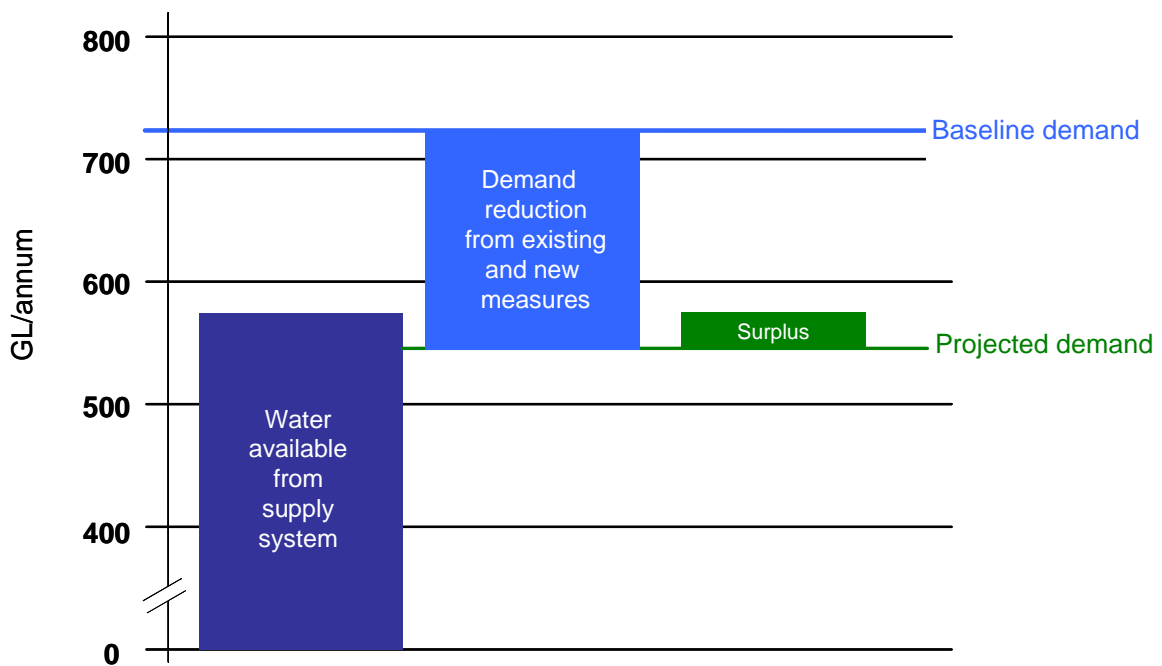 800
Baseline demand
700
Demand
reduction
from existing
and new
measures
600
GL/annum
Surplus
Projected demand
500
Water
available
from
supply
system
400
0